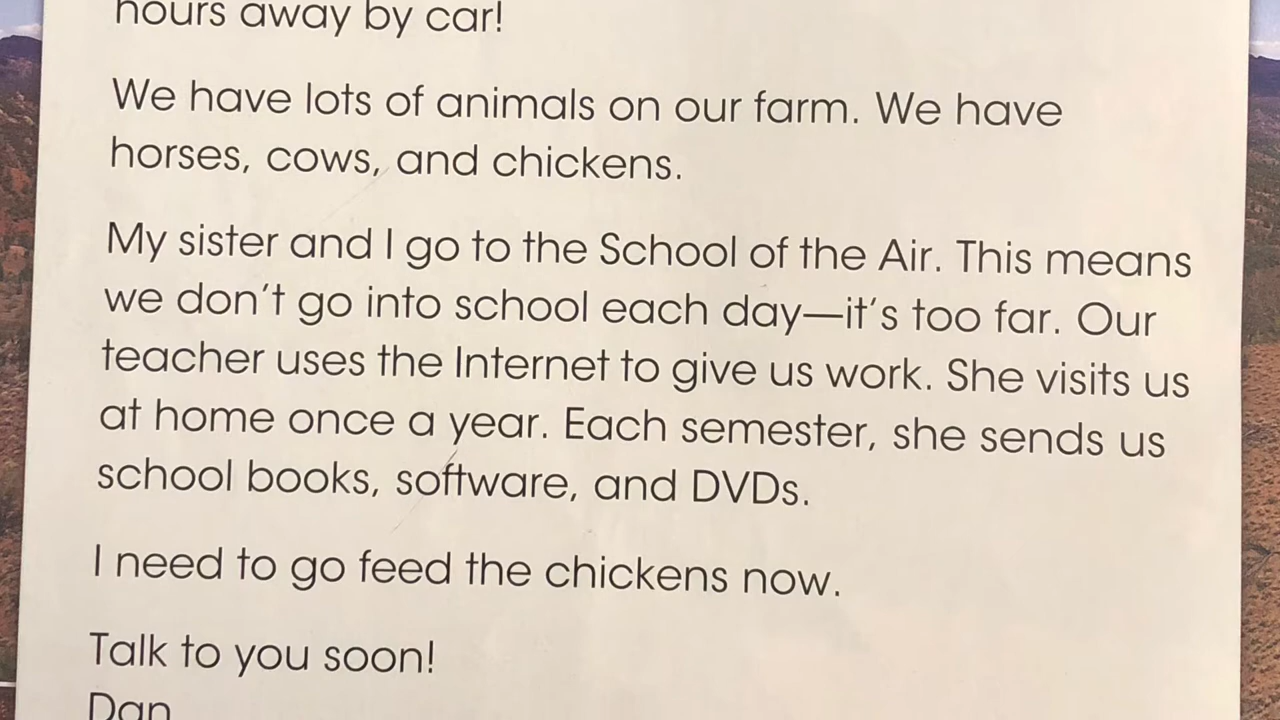 hours away by car!
We have lots of animals on our farm. We have
horses, cows, and chickens.
My sister and I go to the School of the Air. This means
we don't go into school each day—it's too far. Our
teacher uses the Internet to give us work. She visits us
at home once a year. Each semester, she sends us
school books, software, and DVDs.
I need to go feed the chickens now.
Talk to you soon!
Dan